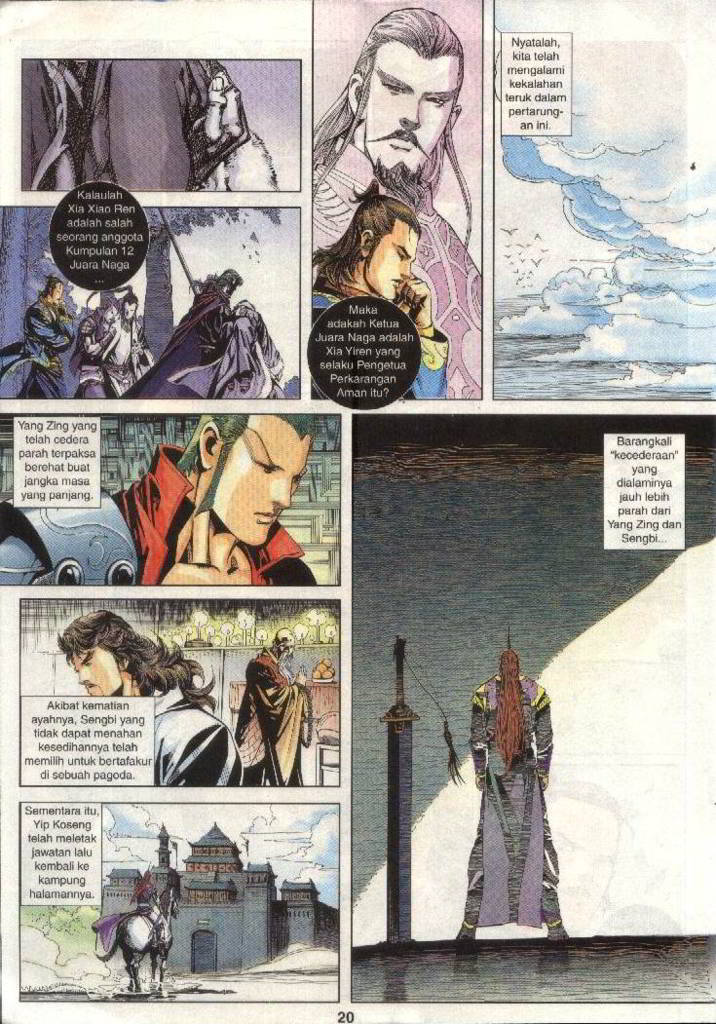 Kalaulah
Xia Xiao Ren
adalah salah
seorang anggota
Kumpulan 12
Juara Naga
...
Maka
adakah Ketua
Juara Naga adalah
Xia Yiren yang
selaku Pengetua
Perkarangan
Aman itu?
Nyatalah,
kita telah
mengalami
kekalahan
teruk dalam
pertarung-
an ini.
Yang Zing yang
telah cedera
parah terpaksa
berehat buat
jangka masa
yang panjang.
Akibat kematian
ayahnya, Sengbi yang
tidak dapat menahan
kesedihannya telah
memilih untuk bertafakur
di sebuah pagoda.
Sementara itu,
Yip Koseng
telah meletak
jawatan lalu
kembali ke
kampung
halamannya.
Barangkali
"kecederaan"
yang
dialaminya
jauh lebih
parah dari
Yang Zing dan
Sengbi...
20